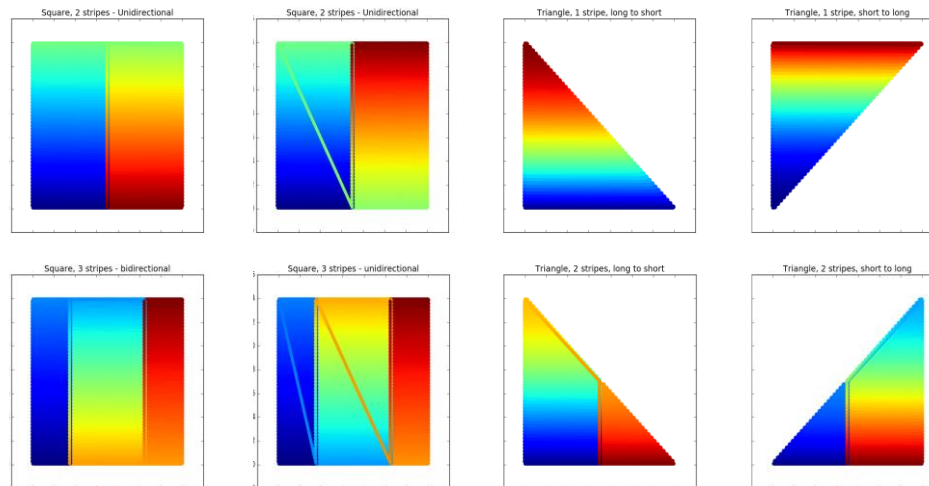 Square, 2 stripes - Unidirectional
Square, 2 stripes - Unidirectional
Triangle, 1 stripe, long to short
Triangle, 1 stripe, short to long
Square, 3 stripes - bidirectional
Square, 3 stripes - unidirectional
Triangle, 2 stripes, long to short
Triangle, 2 stripes, short to long